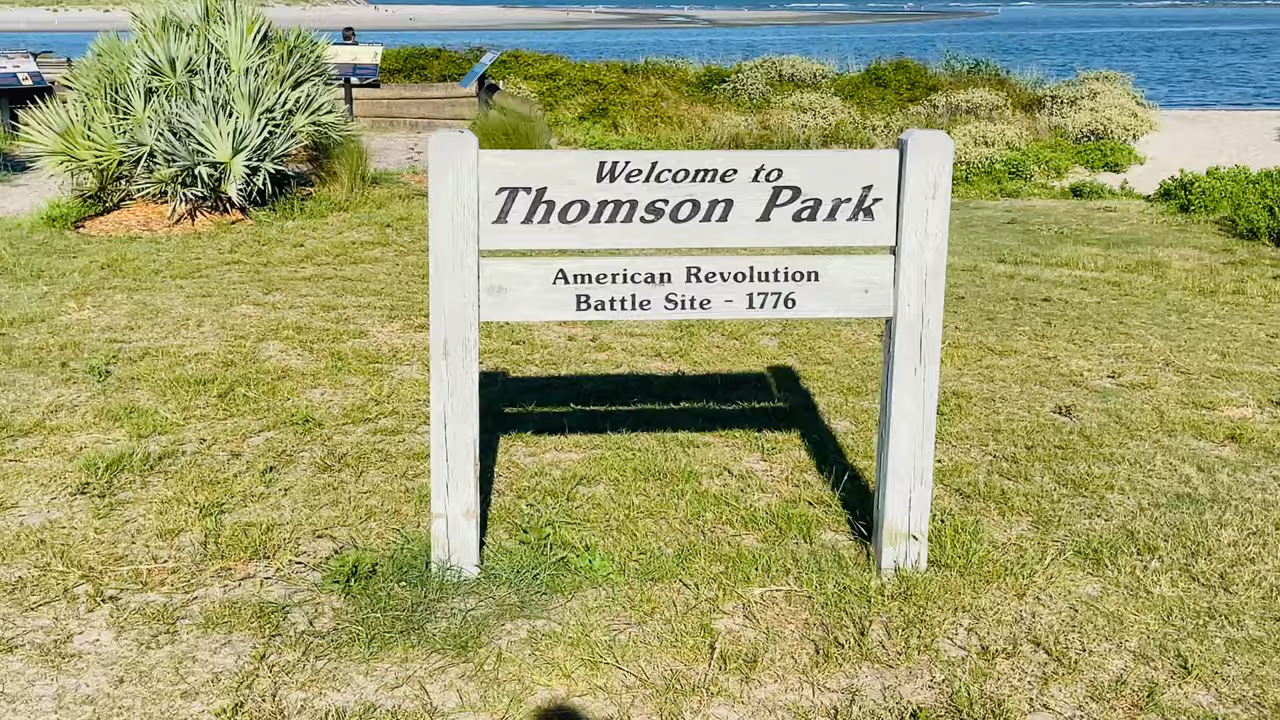 Welcome to
Thomson Park
American Revolution
Battle Site - 1776